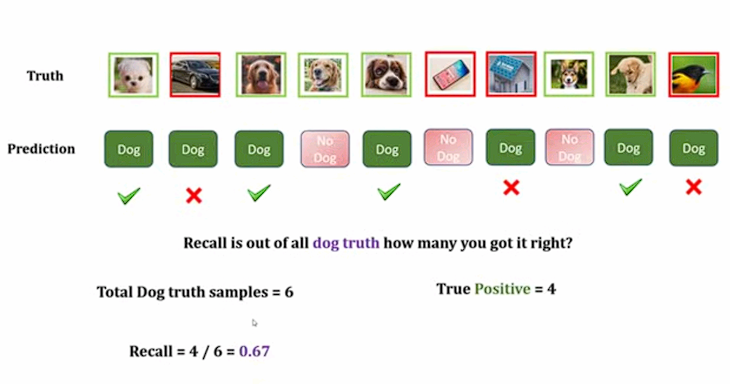 Truth
Prediction
Dog Dog Dog No Dog Dog No Dog Dog No Dog Dog Dog
Recall is out of all dog truth how many you got it right?
Total Dog truth samples = 6
True Positive = 4
Recall = 4 / 6 = 0.67